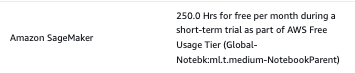 250.0 Hrs for free per month during a
short-term trial as part of AWS Free
Amazon SageMaker
Usage Tier (Global-
Notebk:ml.t.medium-NotebookParent)